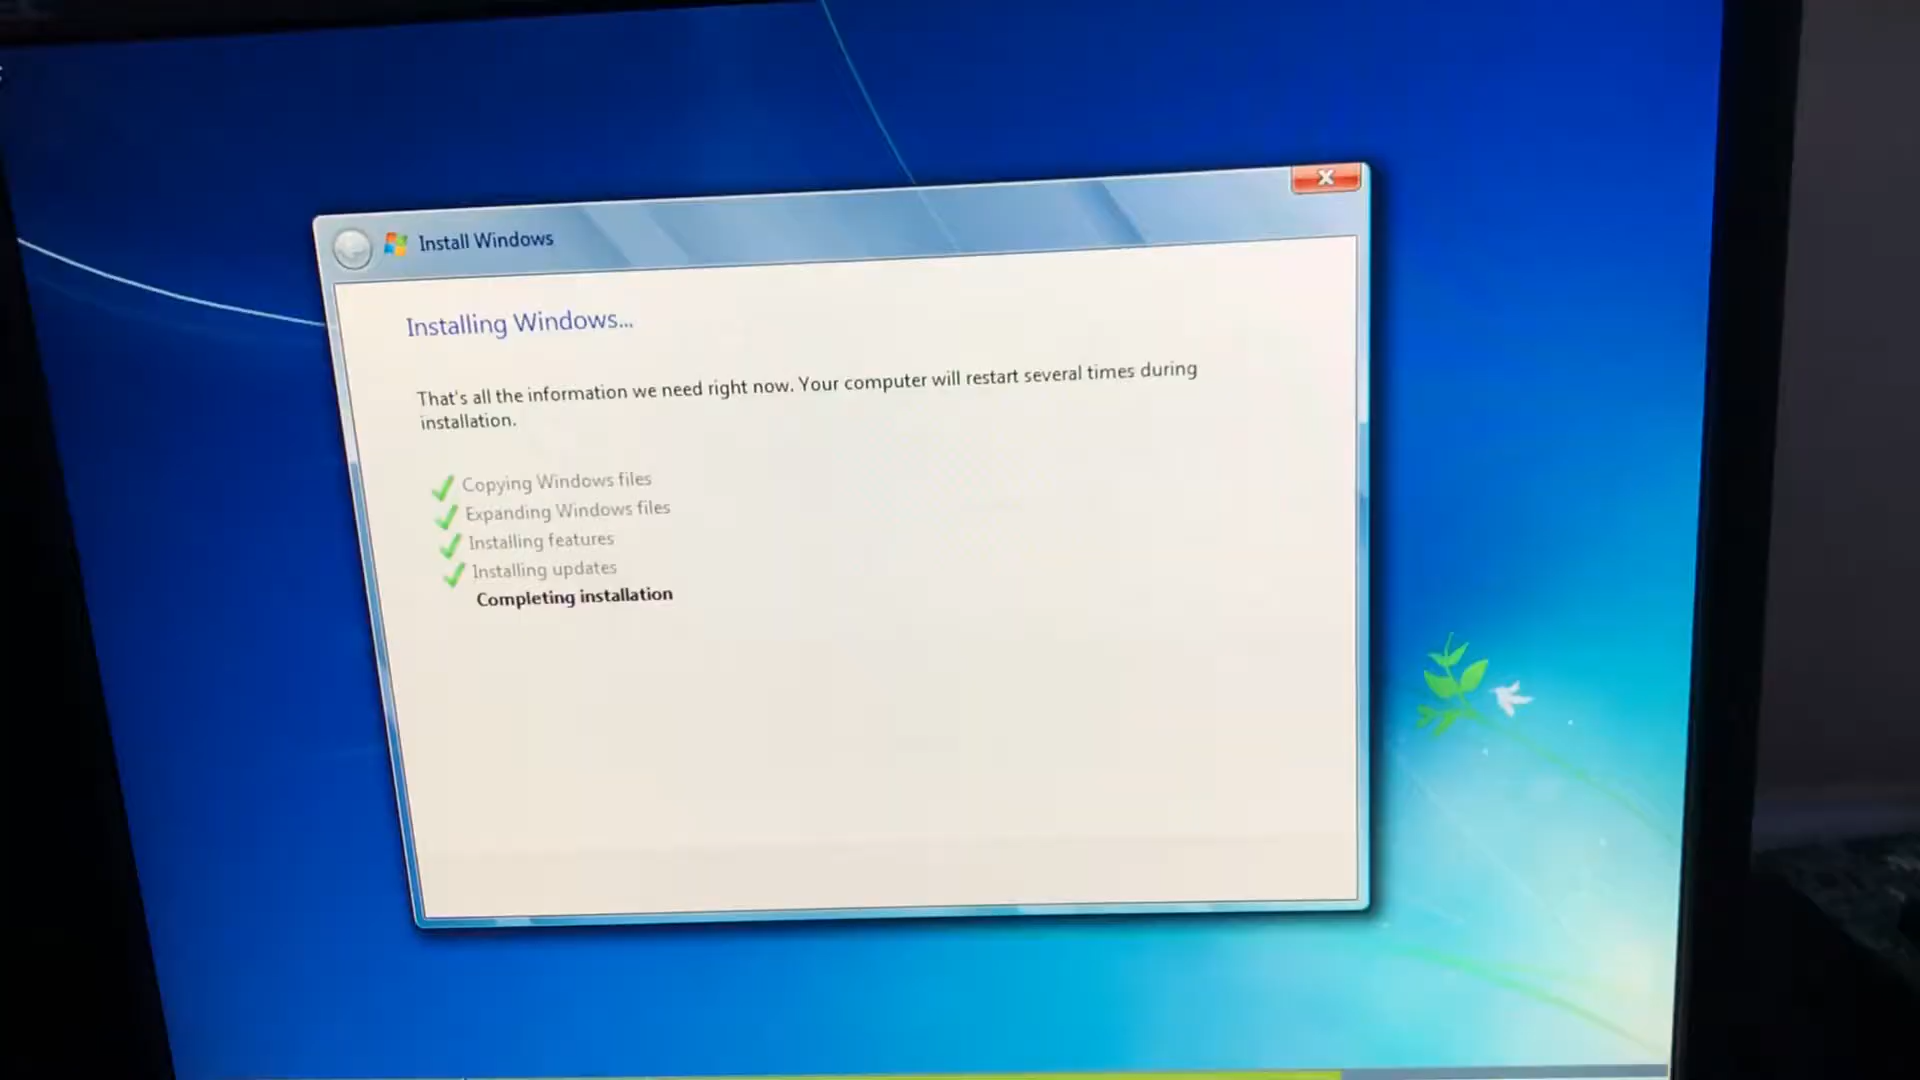 Install Windows
Installing Windows...
That's all the information we need right now. Your computer will restart several times during
installation.
Copying Windows files
Expanding Windows files
Installing features
Installing updates
Completing installation